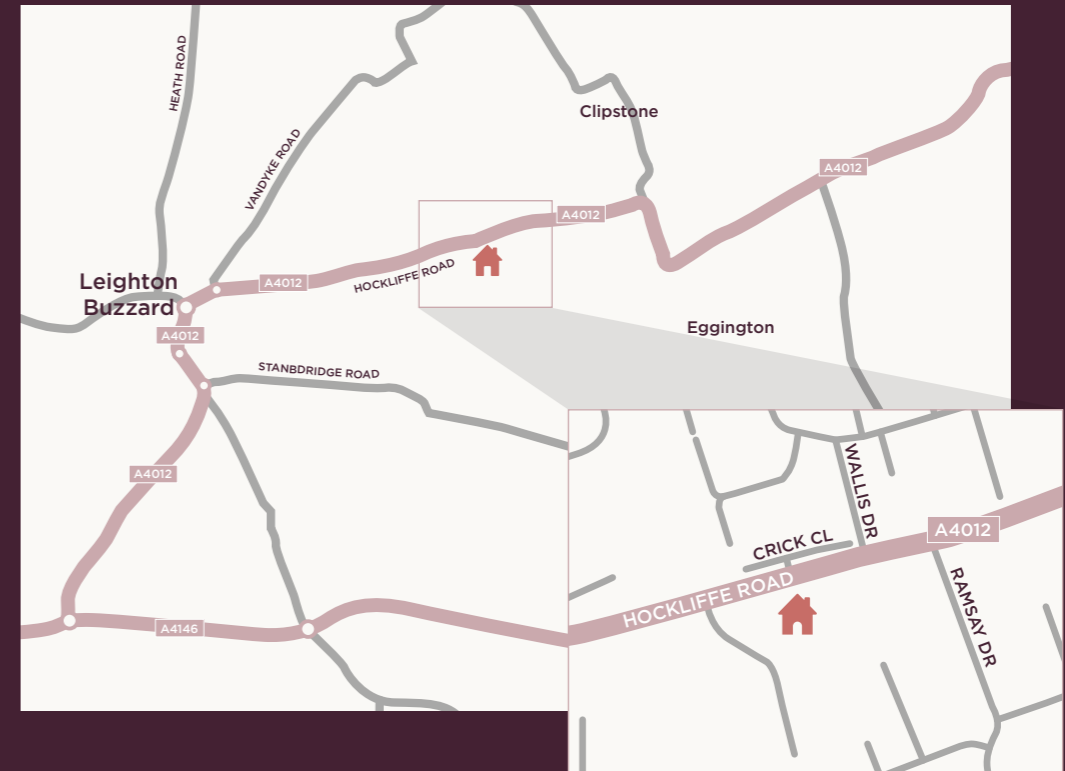 HEATH ROAD
VANDYKE ROAD
Clipstone
A4012
A4012
HOCKLIFFE ROAD
A4012
Leighton
Buzzard
A4012
Eggington
STANBDRIDGE ROAD
A4012
A4146
WALLIS DR
A4012
CRICK CL
HOCKLIFFE ROAD
RAMSAY DR